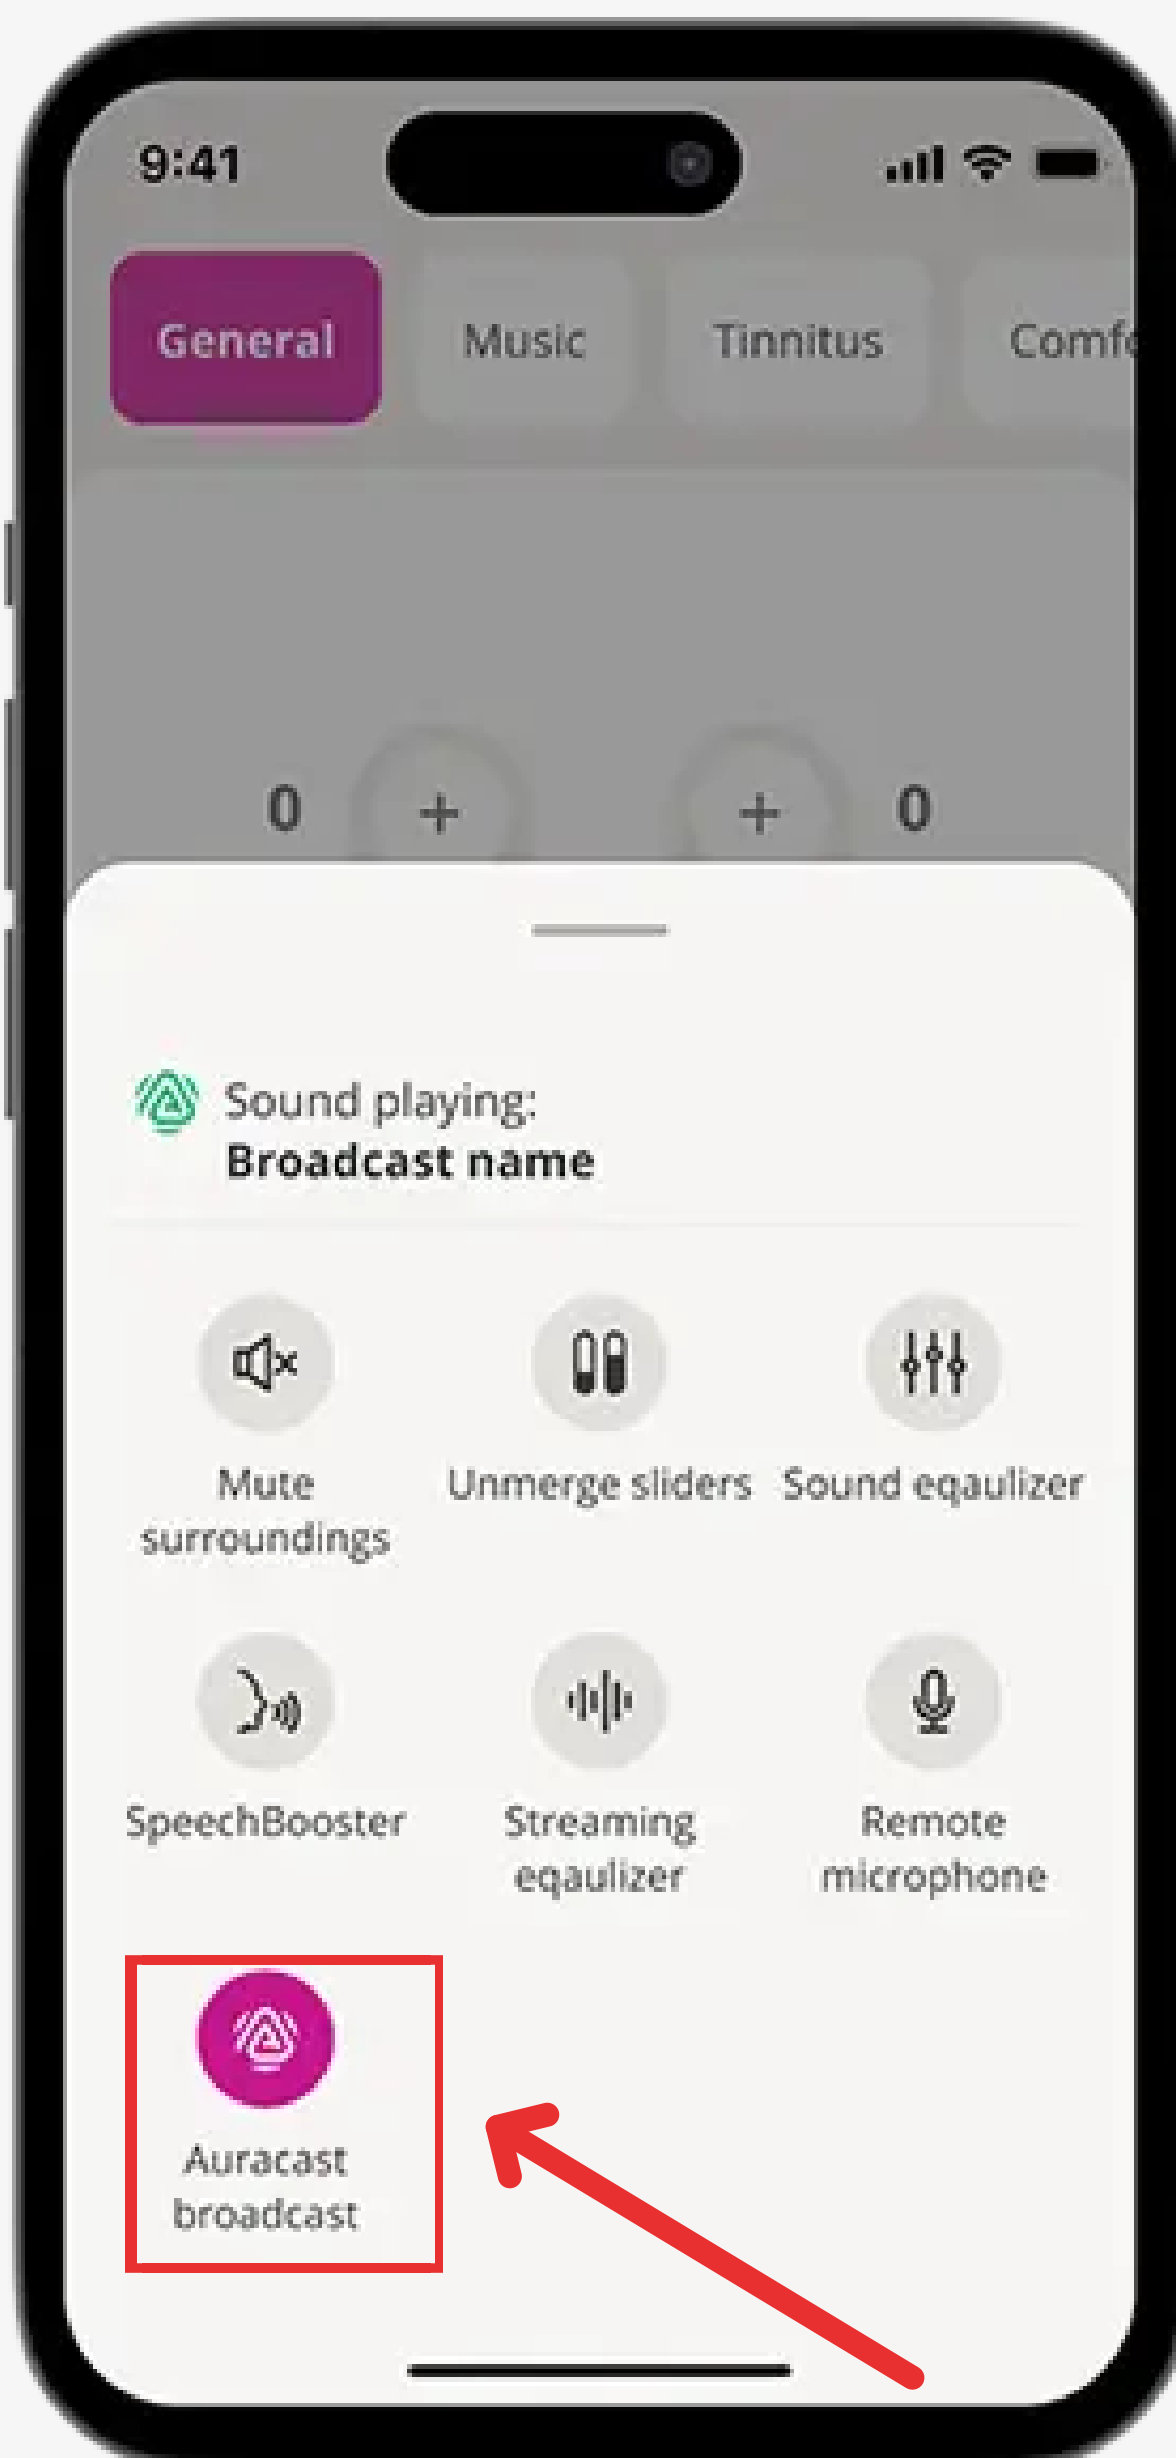 9:41
General Music Tinnitus Comfo
0 + + 0
Sound playing:
Broadcast name
Mute
surroundings
Unmerge sliders
Sound eqaulizer
SpeechBooster
Streaming
eqaulizer
Remote
microphone
Auracast
broadcast